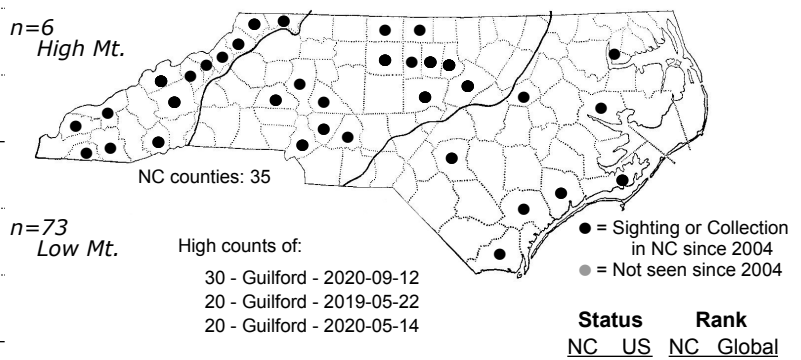 n=6
High Mt.
NC counties: 35
n=73
Low Mt.
High counts of:
30 - Guilford - 2020-09-12
20 - Guilford - 2019-05-22
20 - Guilford - 2020-05-14
● = Sighting or Collection
in NC since 2004
● = Not seen since 2004
Status Rank
NC US NC Global